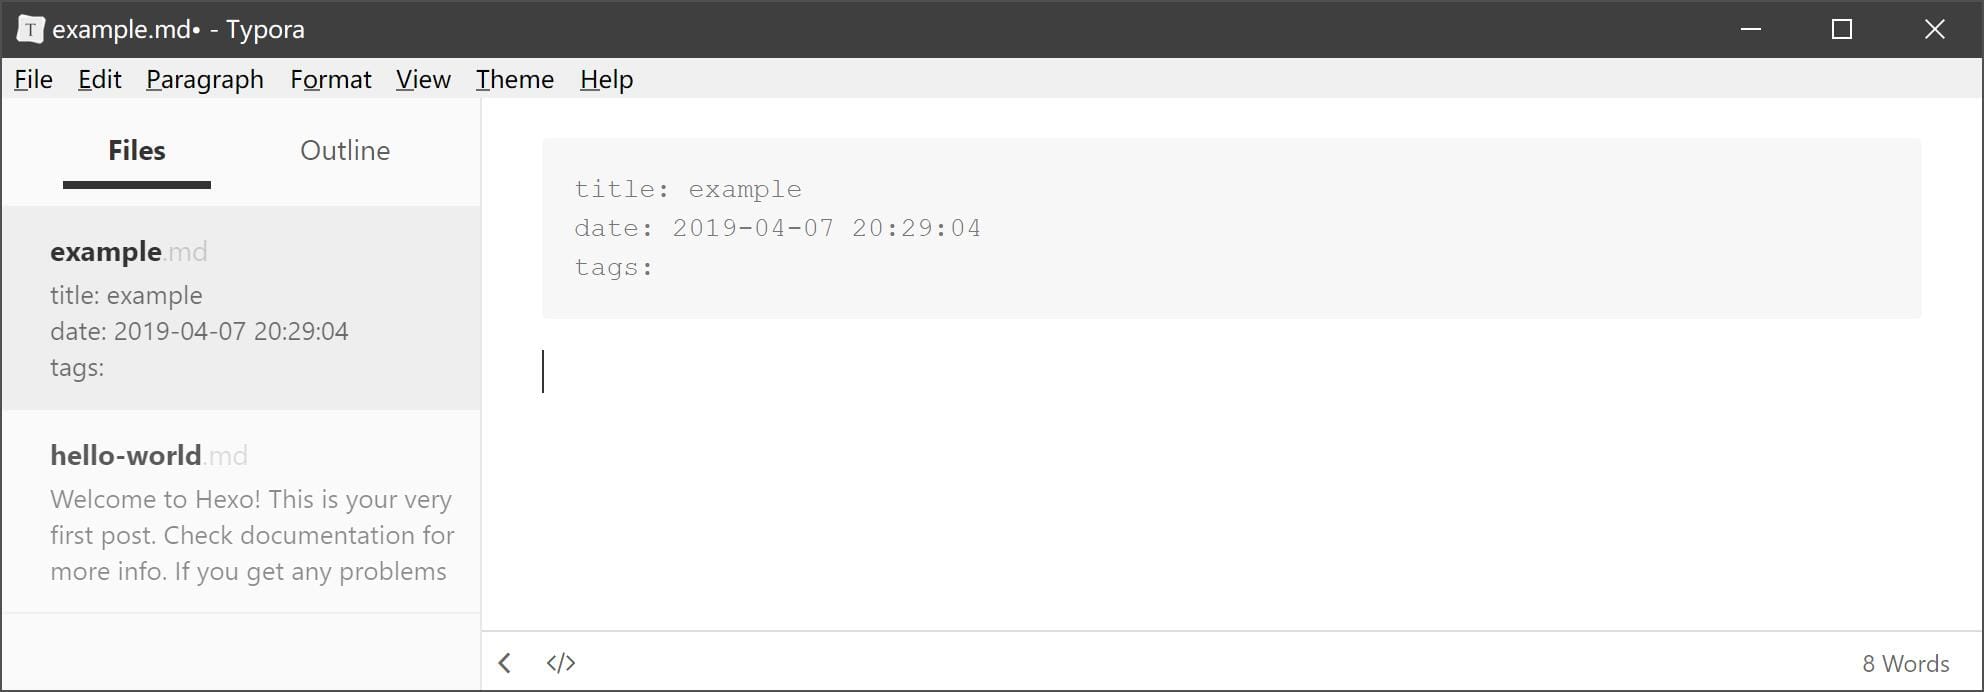 T example.md• - Typora
File Edit Paragraph Format View Theme Help
Files Outline
example.md
title: example
date: 2019-04-07 20:29:04
tags:
hello-world.md
Welcome to Hexo! This is your very
first post. Check documentation for
more info. If you get any problems
title: example
date: 2019-04-07 20:29:04
tags:
</> 8 Words